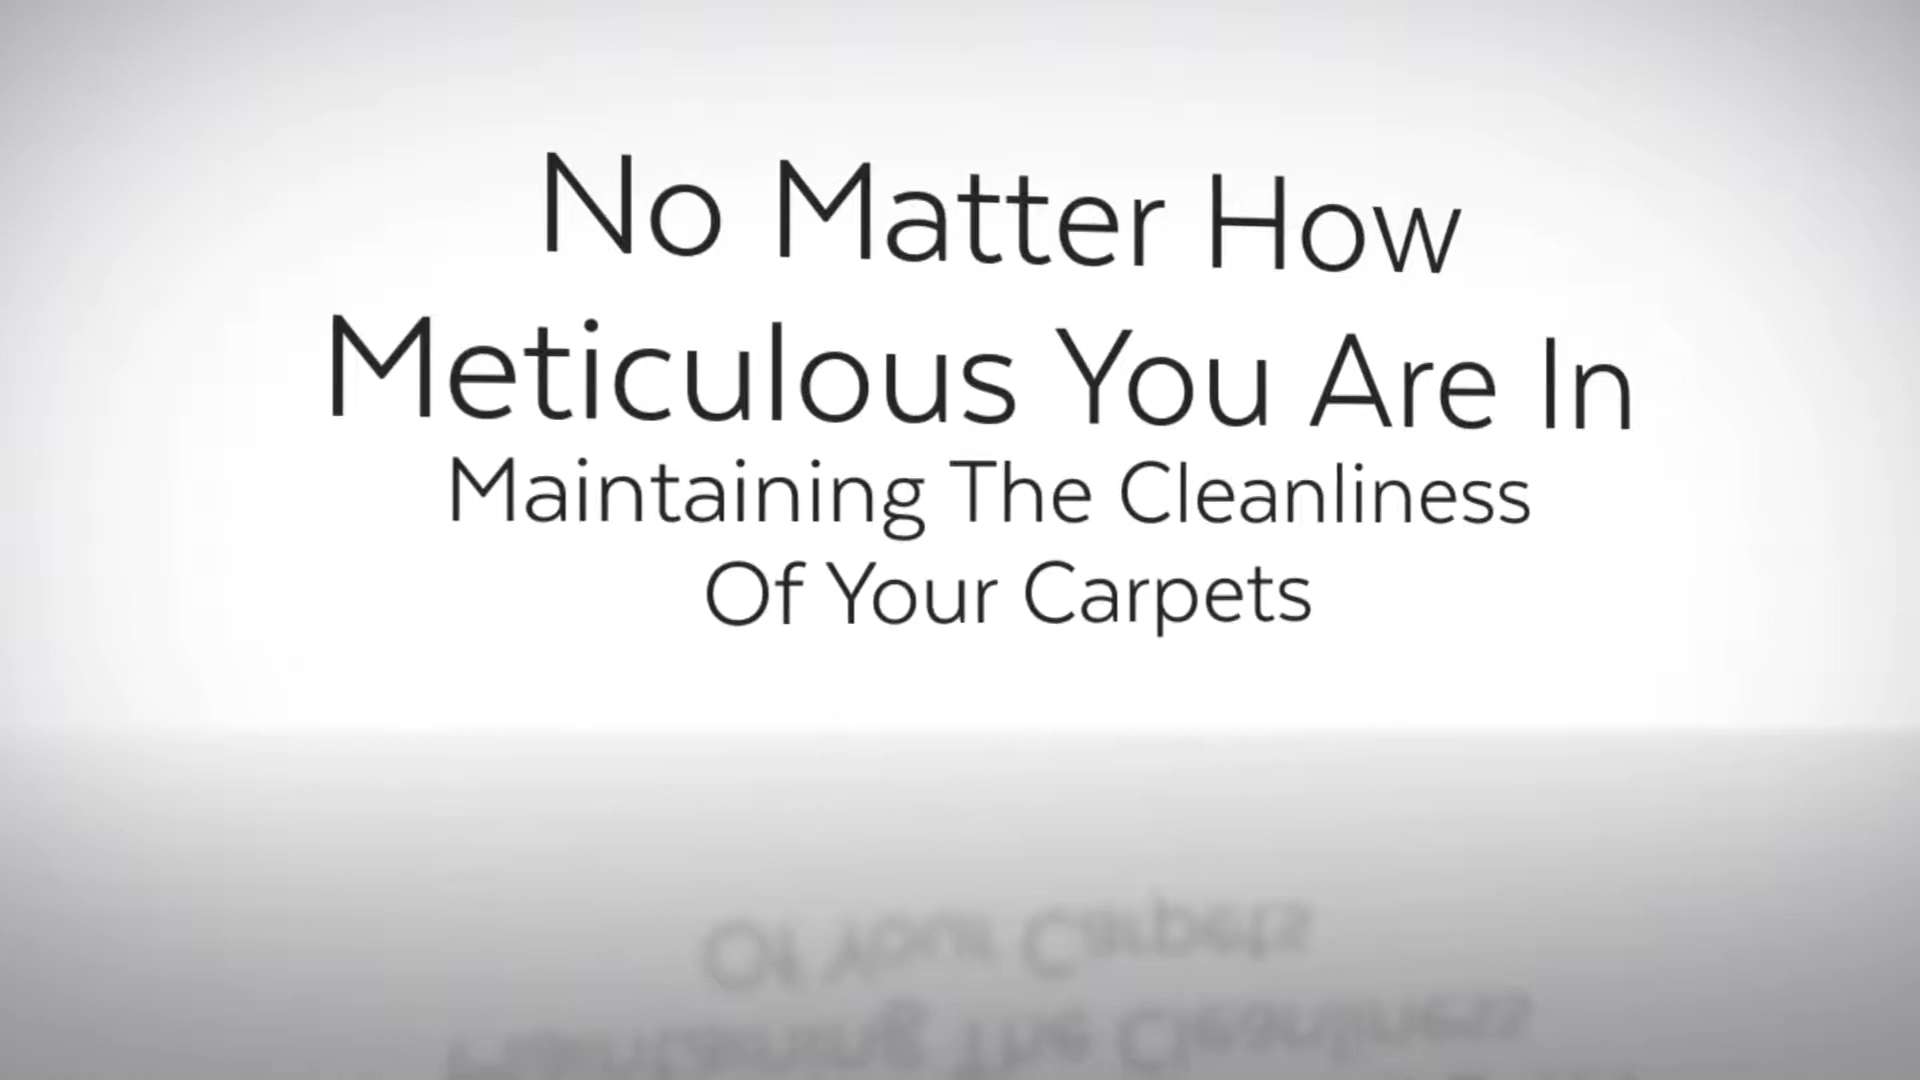 No Matter How
Meticulous You Are In
Maintaining The Cleanliness
Of Your Carpets